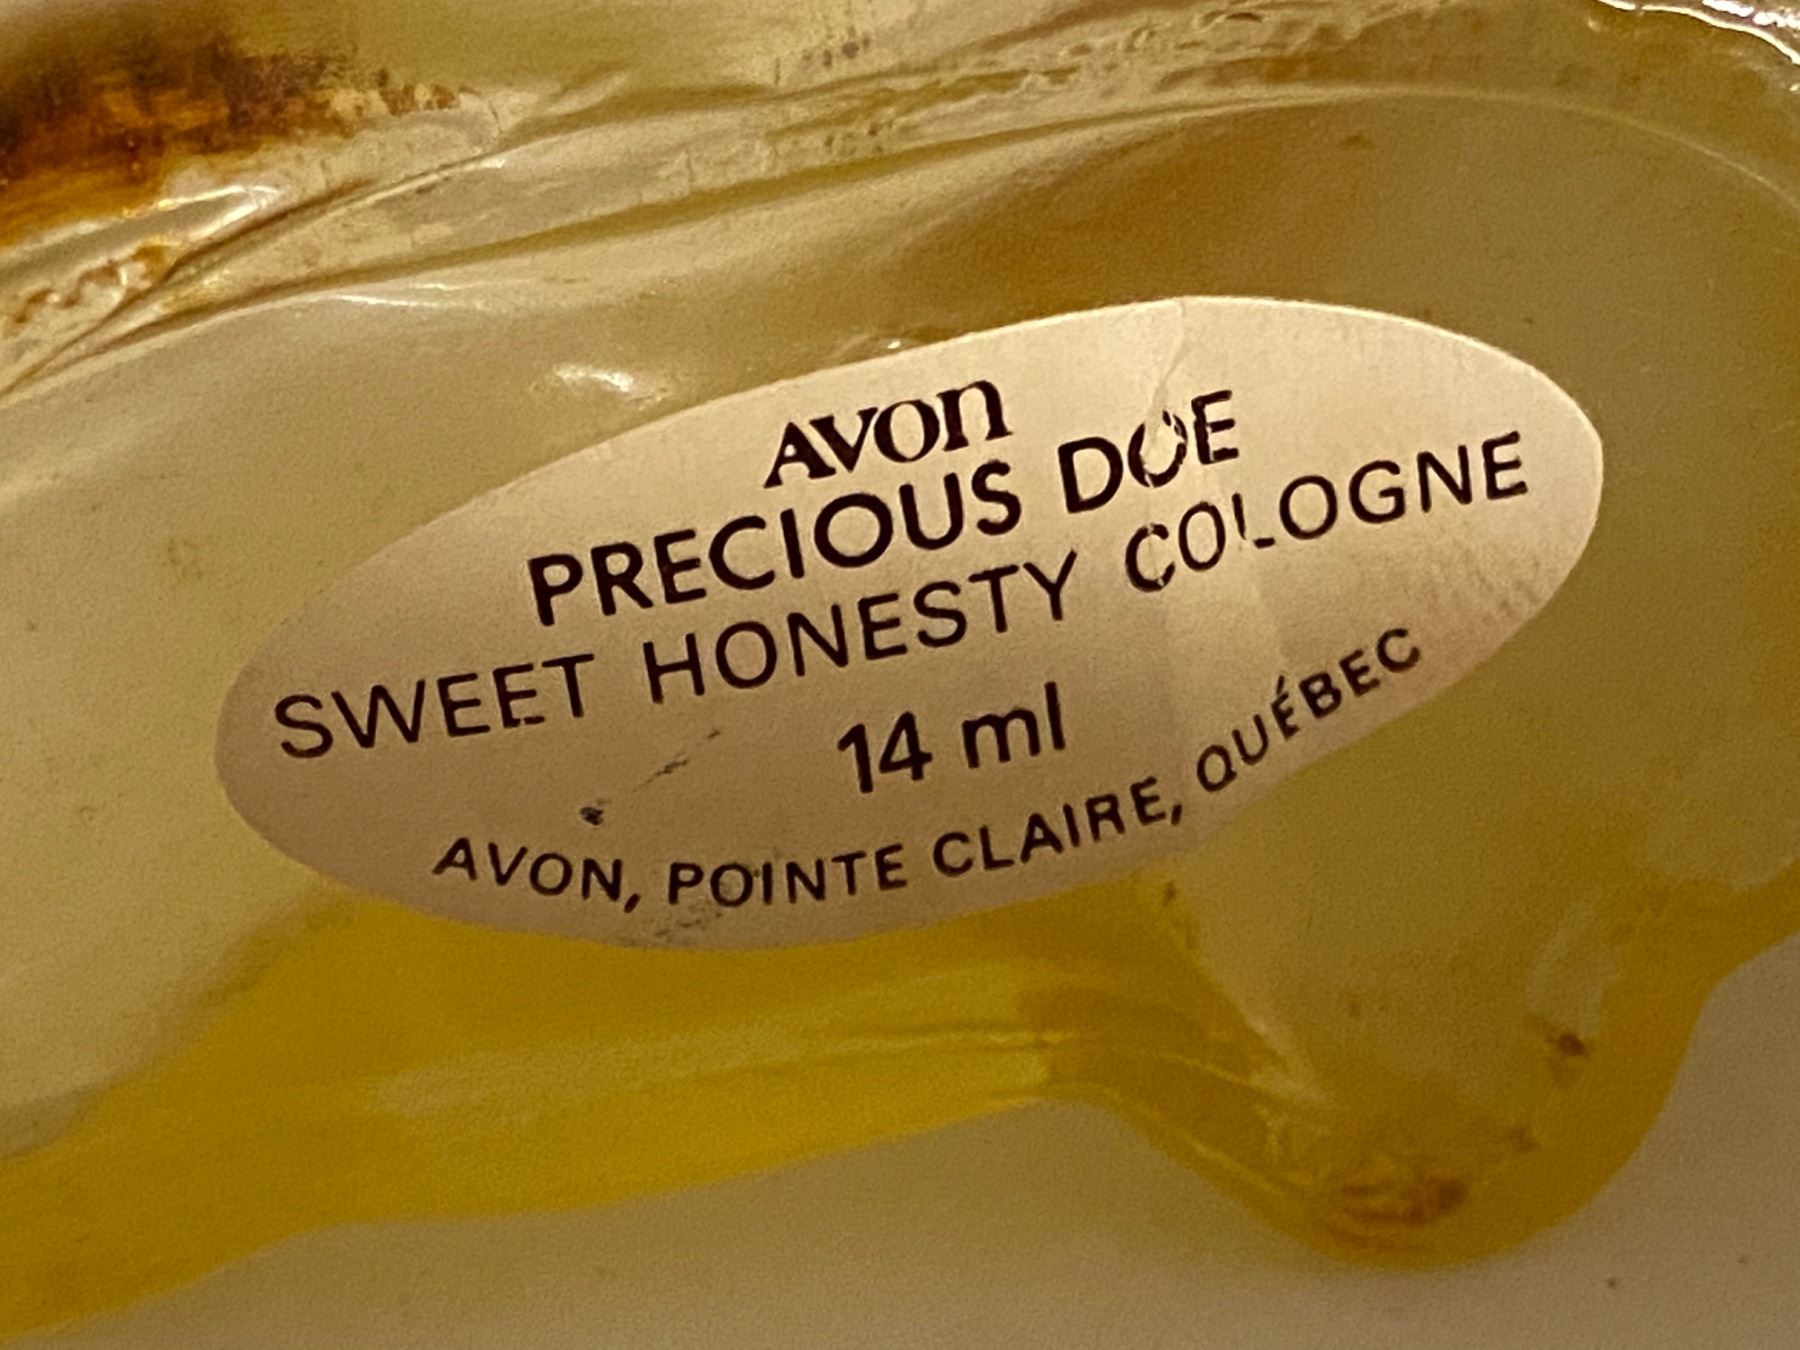 AVON
PRECIOUS DOE
SWEET HONESTY COLOGNE
14 ml
AVON, POINTE CLAIRE, QUÉBEC